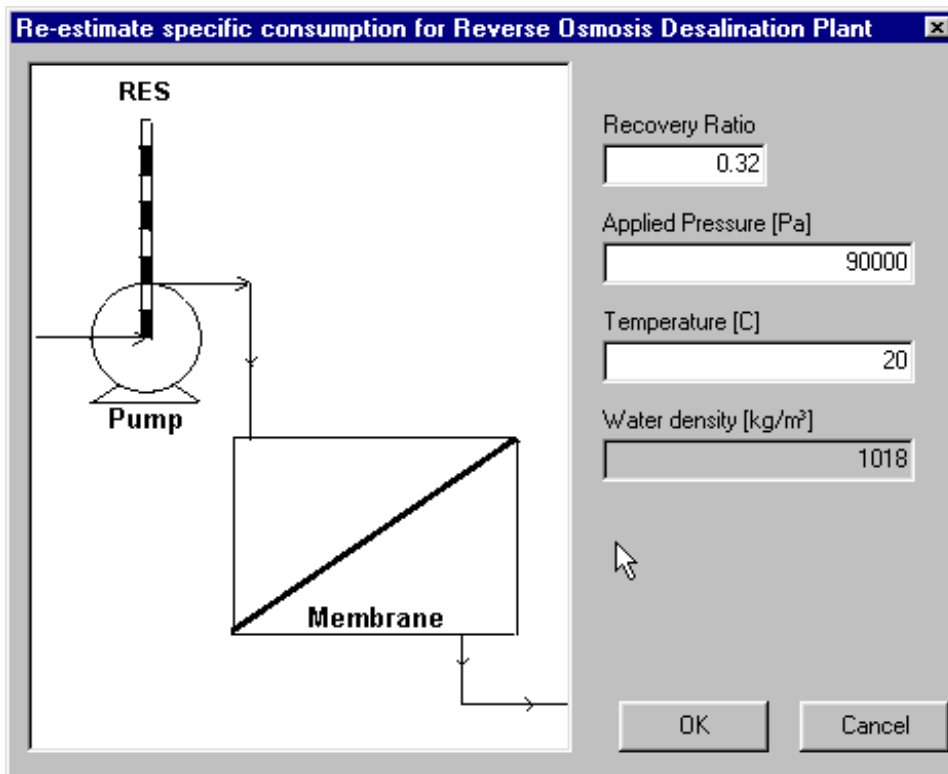 Re-estimate specific consumption for Reverse Osmosis Desalination Plant
RES
Pump
Membrane
Recovery Ratio
0.32
Applied Pressure [Pa]
90000
Temperature [C]
20
Water density [kg/m³]
1018
OK
Cancel